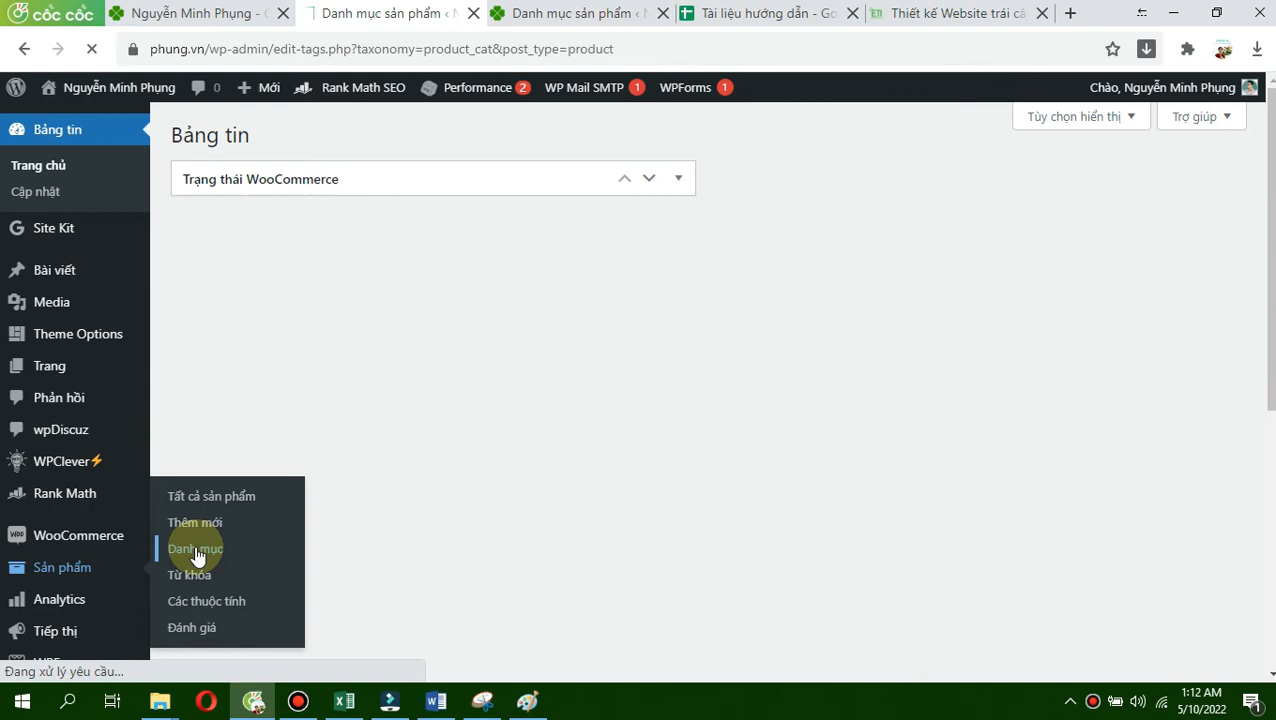 cốc cốc
Nguyễn Minh Phụng - C
Danh mục sản phẩm ‹ N
Danh mục sản phẩm ‹ N
Tài liệu hướng dẫn - Go
Thiết kế Website trái câ
phung.vn/wp-admin/edit-tags.php?taxonomy=product_cat&post_type=product
Nguyễn Minh Phụng
0
Mới
Rank Math SEO
Performance 2
WP Mail SMTP 1
WPForms 1
Chào, Nguyễn Minh Phụng
Bảng tin
Trang chủ
Cập nhật
Site Kit
Bài viết
Media
Theme Options
Trang
Phản hồi
wpDiscuz
WPClever⚡
Rank Math
WooCommerce
Sản phẩm
Analytics
Tiếp thị
Tất cả sản phẩm
Thêm mới
Danh mục
Từ khóa
Các thuộc tính
Đánh giá
Bảng tin
Tùy chọn hiển thị
Trợ giúp
Trạng thái WooCommerce
Đang xử lý yêu cầu...
1:12 AM
5/10/2022